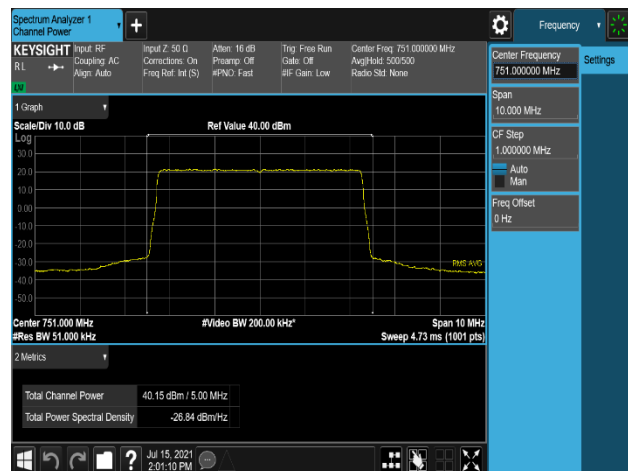 Spectrum Analyzer 1
Channel Power
Frequency
KEYSIGHT
RL
Input: RF
Coupling: AC
Align: Auto
Input Z: 50 Ω
Corrections: On
Freq Ref: Int (S)
Atten: 16 dB
Preamp: Off
#PNO: Fast
Trig: Free Run
Gate: Off
#IF Gain: Low
Center Freq: 751.000000 MHz
Avg|Hold: 500/500
Radio Std: None
Center Frequency
751.000000 MHz
Settings
Span
10.000 MHz
CF Step
1.000000 MHz
Auto
Man
Freq Offset
0 Hz
1 Graph
Scale/Div 10.0 dB
Ref Value 40.00 dBm
Log
30.0
20.0
10.0
0.00
-10.0
-20.0
-30.0
-40.0
-50.0
RMS AVG
Center 751.000 MHz
#Video BW 200.00 kHz*
Span 10 MHz
#Res BW 51.000 kHz
Sweep 4.73 ms (1001 pts)
2 Metrics
Total Channel Power 40.15 dBm / 5.00 MHz
Total Power Spectral Density -26.84 dBm/Hz
?
Jul 15, 2021
2:01:10 PM